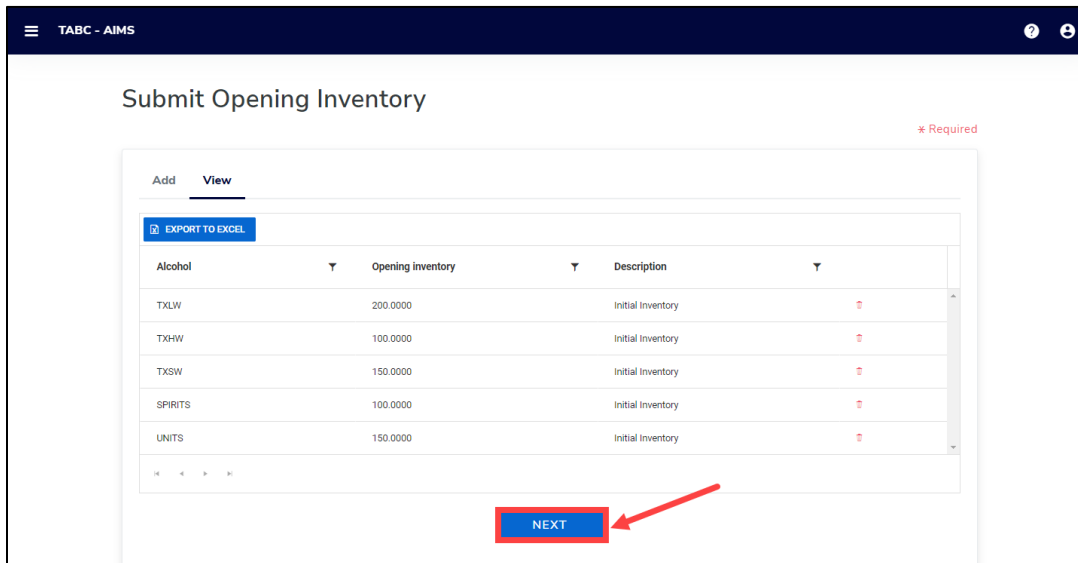 TABC - AIMS
Submit Opening Inventory
* Required
Add View
EXPORT TO EXCEL
Alcohol Opening inventory Description
TXLW 200.0000 Initial Inventory
TXHW 100.0000 Initial Inventory
TXSW 150.0000 Initial Inventory
SPIRITS 100.0000 Initial Inventory
UNITS 150.0000 Initial Inventory
NEXT